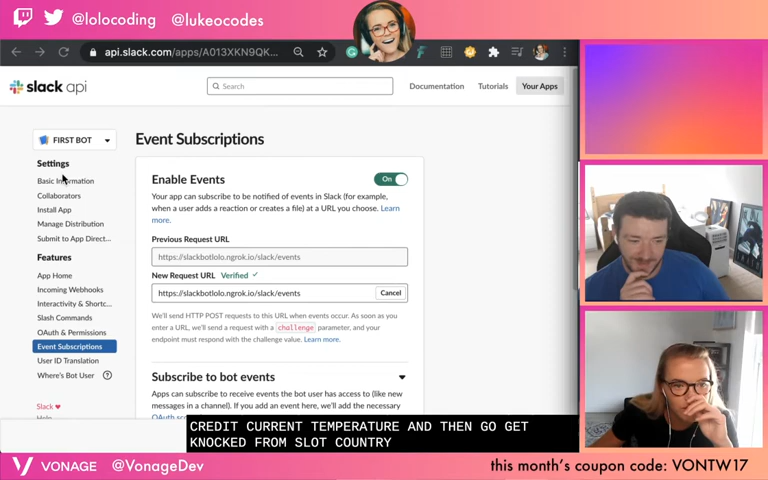 @lolocoding @lukeocodes
api.slack.com/apps/A013XKN9QK...
slack api
Search
Documentation
Tutorials
Your Apps
FIRST BOT
Settings
Basic Information
Collaborators
Install App
Manage Distribution
Submit to App Direct...
Features
App Home
Incoming Webhooks
Interactivity & Shortc...
Slash Commands
OAuth & Permissions
Event Subscriptions
User ID Translation
Where's Bot User
Slack
Help
Event Subscriptions
Enable Events
On
Your app can subscribe to be notified of events in Slack (for example,
when a user adds a reaction or creates a file) at a URL you choose. Learn
more.
Previous Request URL
https://slackbotlolo.ngrok.io/slack/events
New Request URL Verified
https://slackbotlolo.ngrok.io/slack/events
Cancel
We'll send HTTP POST requests to this URL when events occur. As soon as
you enter a URL, we'll send a request with a challenge parameter, and your
endpoint must respond with the challenge value. Learn more.
Subscribe to bot events
Apps can subscribe to receive events the bot user has access to (like new
messages in a channel). If you add an event here, we'll add the necessary
CREDIT CURRENT TEMPERATURE AND THEN GO GET
KNOCKED FROM SLOT COUNTRY
VONAGE @VonageDev
this month's coupon code: VONTW17